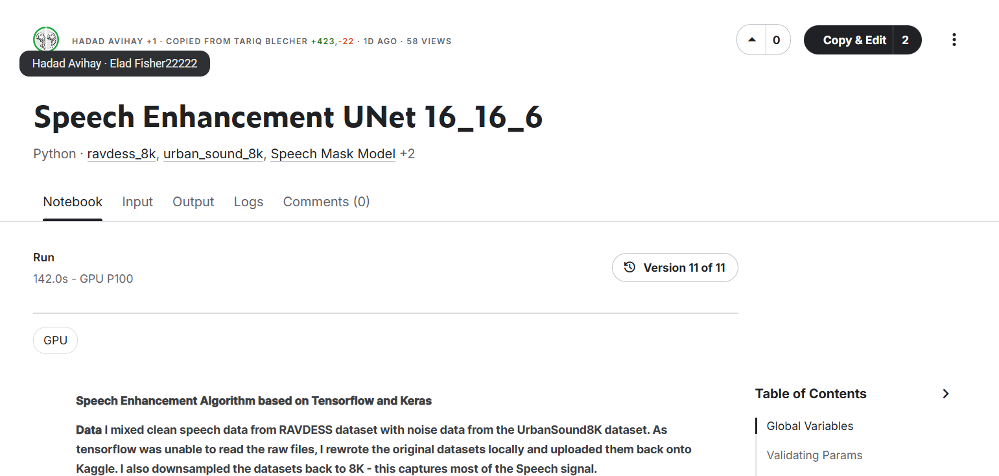 HADAD AVIHAY +1 · COPIED FROM TARIQ BLECHER +423,-22 · 1D AGO · 58 VIEWS
0
Copy & Edit 2
Hadad Avihay · Elad Fisher22222
Speech Enhancement UNet 16_16_6
Python · ravdess_8k, urban_sound_8k, Speech Mask Model +2
Notebook Input Output Logs Comments (0)
Run
142.0s - GPU P100
Version 11 of 11
GPU
Speech Enhancement Algorithm based on Tensorflow and Keras
Data I mixed clean speech data from RAVDESS dataset with noise data from the UrbanSound8K dataset. As
tensorflow was unable to read the raw files, I rewrote the original datasets locally and uploaded them back onto
Kaggle. I also downsampled the datasets back to 8K - this captures most of the Speech signal.
Table of Contents
Global Variables
Validating Params